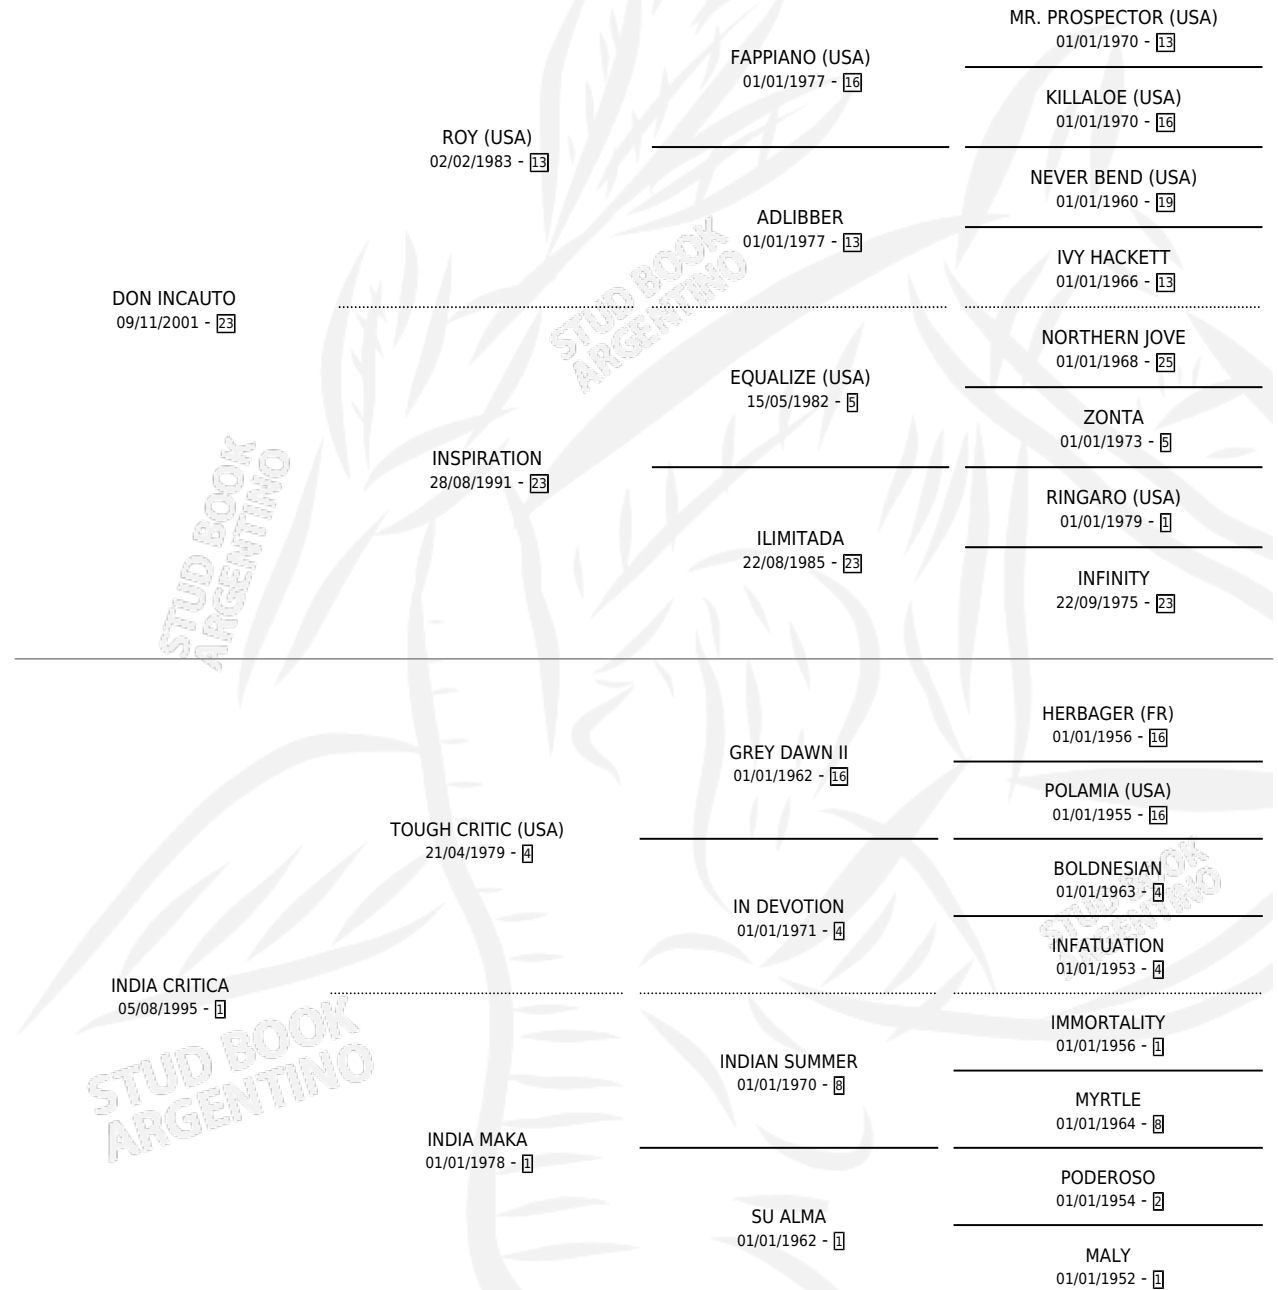 MR. PROSPECTOR (USA)
01/01/1970 - 13
FAPPIANO (USA)
01/01/1977 - 16
KILLALOE (USA)
01/01/1970 - 16
ROY (USA)
02/02/1983 - 13
NEVER BEND (USA)
01/01/1960 - 19
ADLIBBER
01/01/1977 - 13
IVY HACKETT
01/01/1966 - 13
DON INCAUTO
09/11/2001 - 23
NORTHERN JOVE
01/01/1968 - 25
EQUALIZE (USA)
15/05/1982 - 5
ZONTA
01/01/1973 - 5
INSPIRATION
28/08/1991 - 23
RINGARO (USA)
01/01/1979 - 1
ILIMITADA
22/08/1985 - 23
INFINITY
22/09/1975 - 23
STUD BOOK
ARGENTINO
STUD BOOK
ARGENTINO
HERBAGER (FR)
01/01/1956 - 16
GREY DAWN II
01/01/1962 - 16
POLAMIA (USA)
01/01/1955 - 16
TOUGH CRITIC (USA)
21/04/1979 - 4
BOLDNESIAN
01/01/1963 - 4
IN DEVOTION
01/01/1971 - 4
INFATUATION
01/01/1953 - 4
INDIA CRITICA
05/08/1995 - 1
IMMORTALITY
01/01/1956 - 1
INDIAN SUMMER
01/01/1970 - 8
MYRTLE
01/01/1964 - 8
INDIA MAKA
01/01/1978 - 1
PODEROSO
01/01/1954 - 2
SU ALMA
01/01/1962 - 1
MALY
01/01/1952 - 1
STUD BOOK
ARGENTINO
STUD BOOK
ARGENTINO